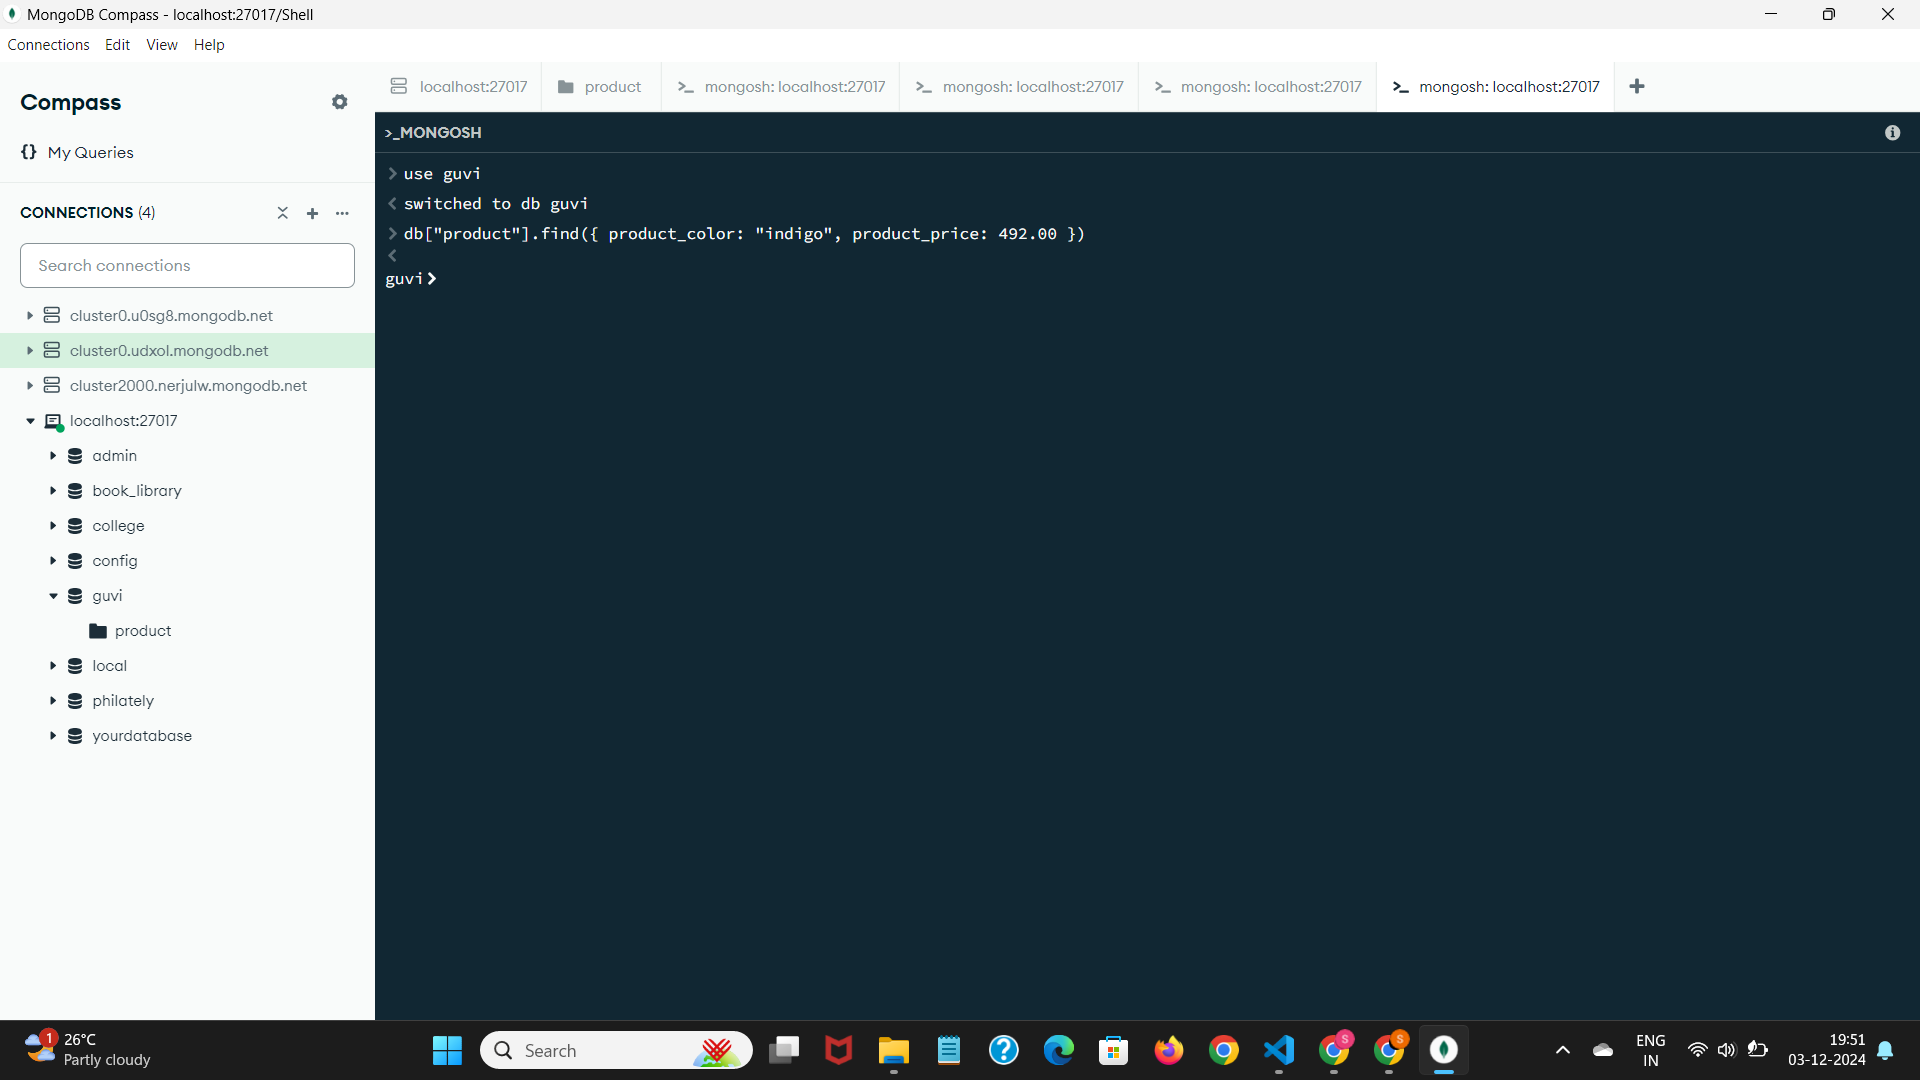 MongoDB Compass - localhost:27017/Shell
Connections Edit View Help
Compass
{} My Queries
CONNECTIONS (4)
Search connections
cluster0.u0sg8.mongodb.net
cluster0.udxol.mongodb.net
cluster2000.nerjulw.mongodb.net
localhost:27017
admin
book_library
college
config
guvi
product
local
philately
yourdatabase
localhost:27017 product >_ mongosh: localhost:27017 >_ mongosh: localhost:27017 >_ mongosh: localhost:27017 >_ mongosh: localhost:27017 +
>_MONGOSH
> use guvi
< switched to db guvi
> db["product"].find({ product_color: "indigo", product_price: 492.00 })
<
guvi>
1 26°C
Partly cloudy
Search
S
S
ENG
IN
19:51
03-12-2024